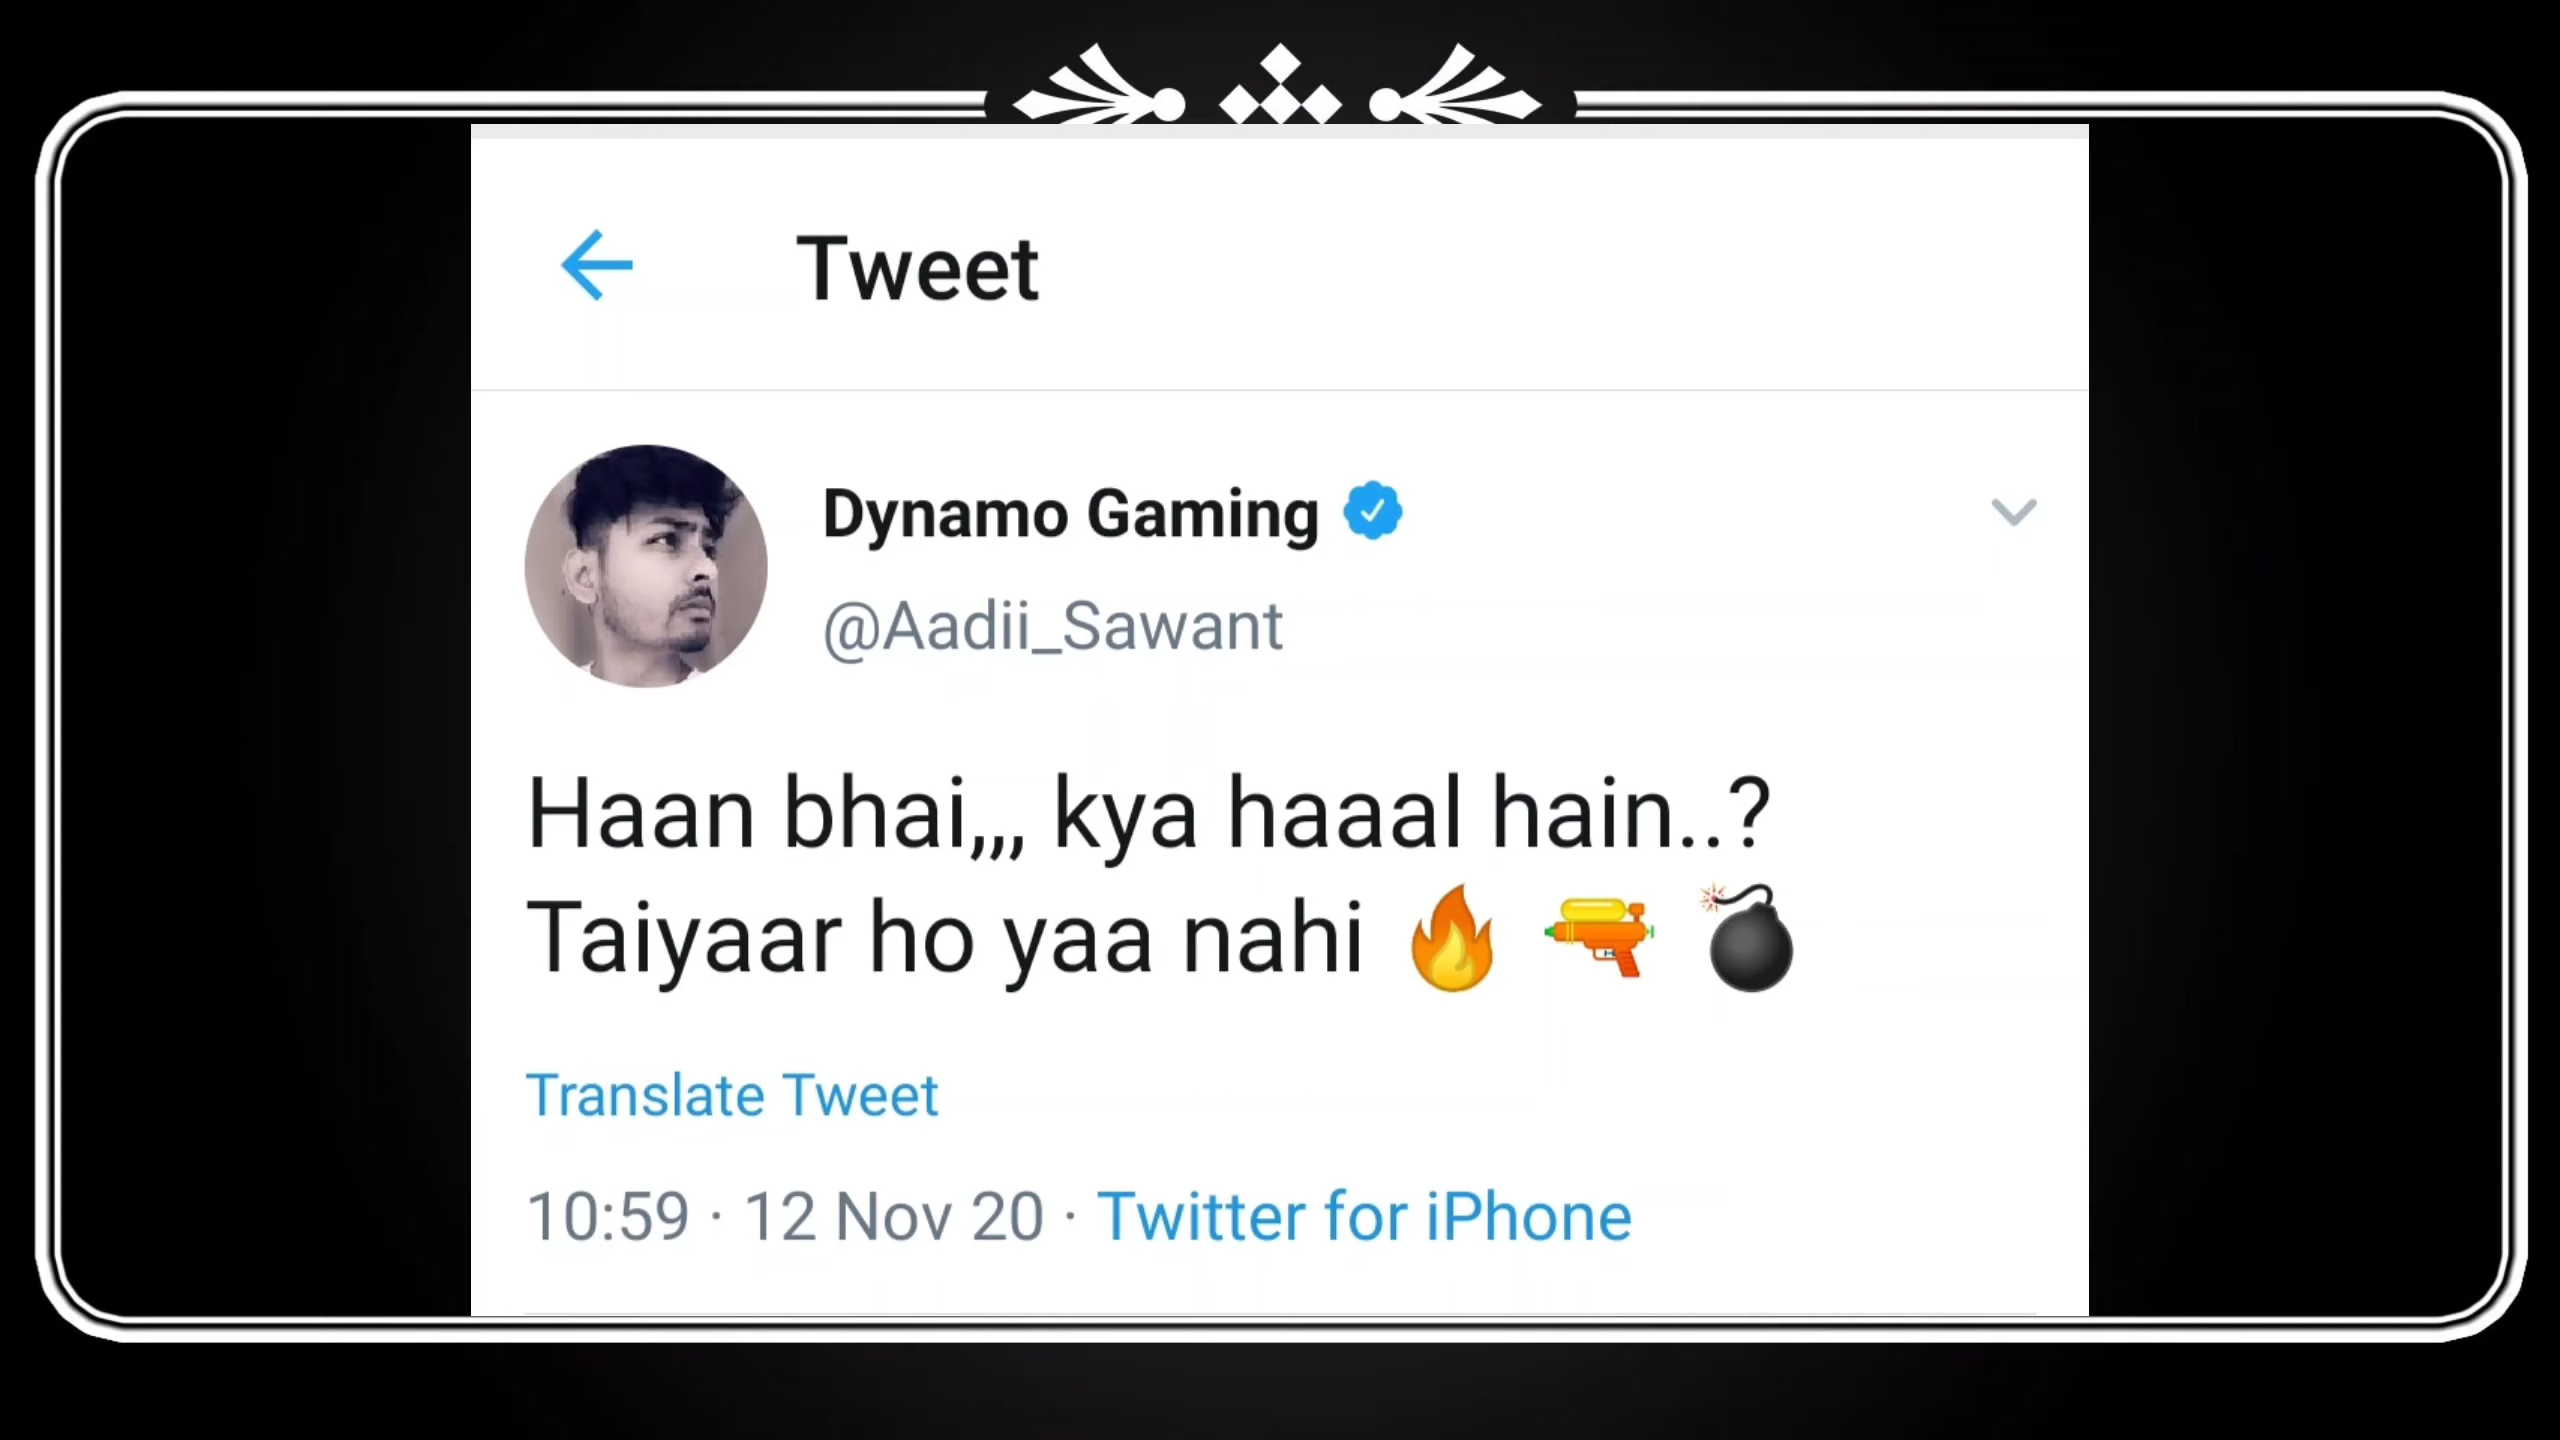 Tweet
Dynamo Gaming
@Aadii_Sawant
Haan bhai,,, kya haaal hain..?
Taiyaar ho yaa nahi 🔥 🔫 💣
Translate Tweet
10:59 · 12 Nov 20 · Twitter for iPhone